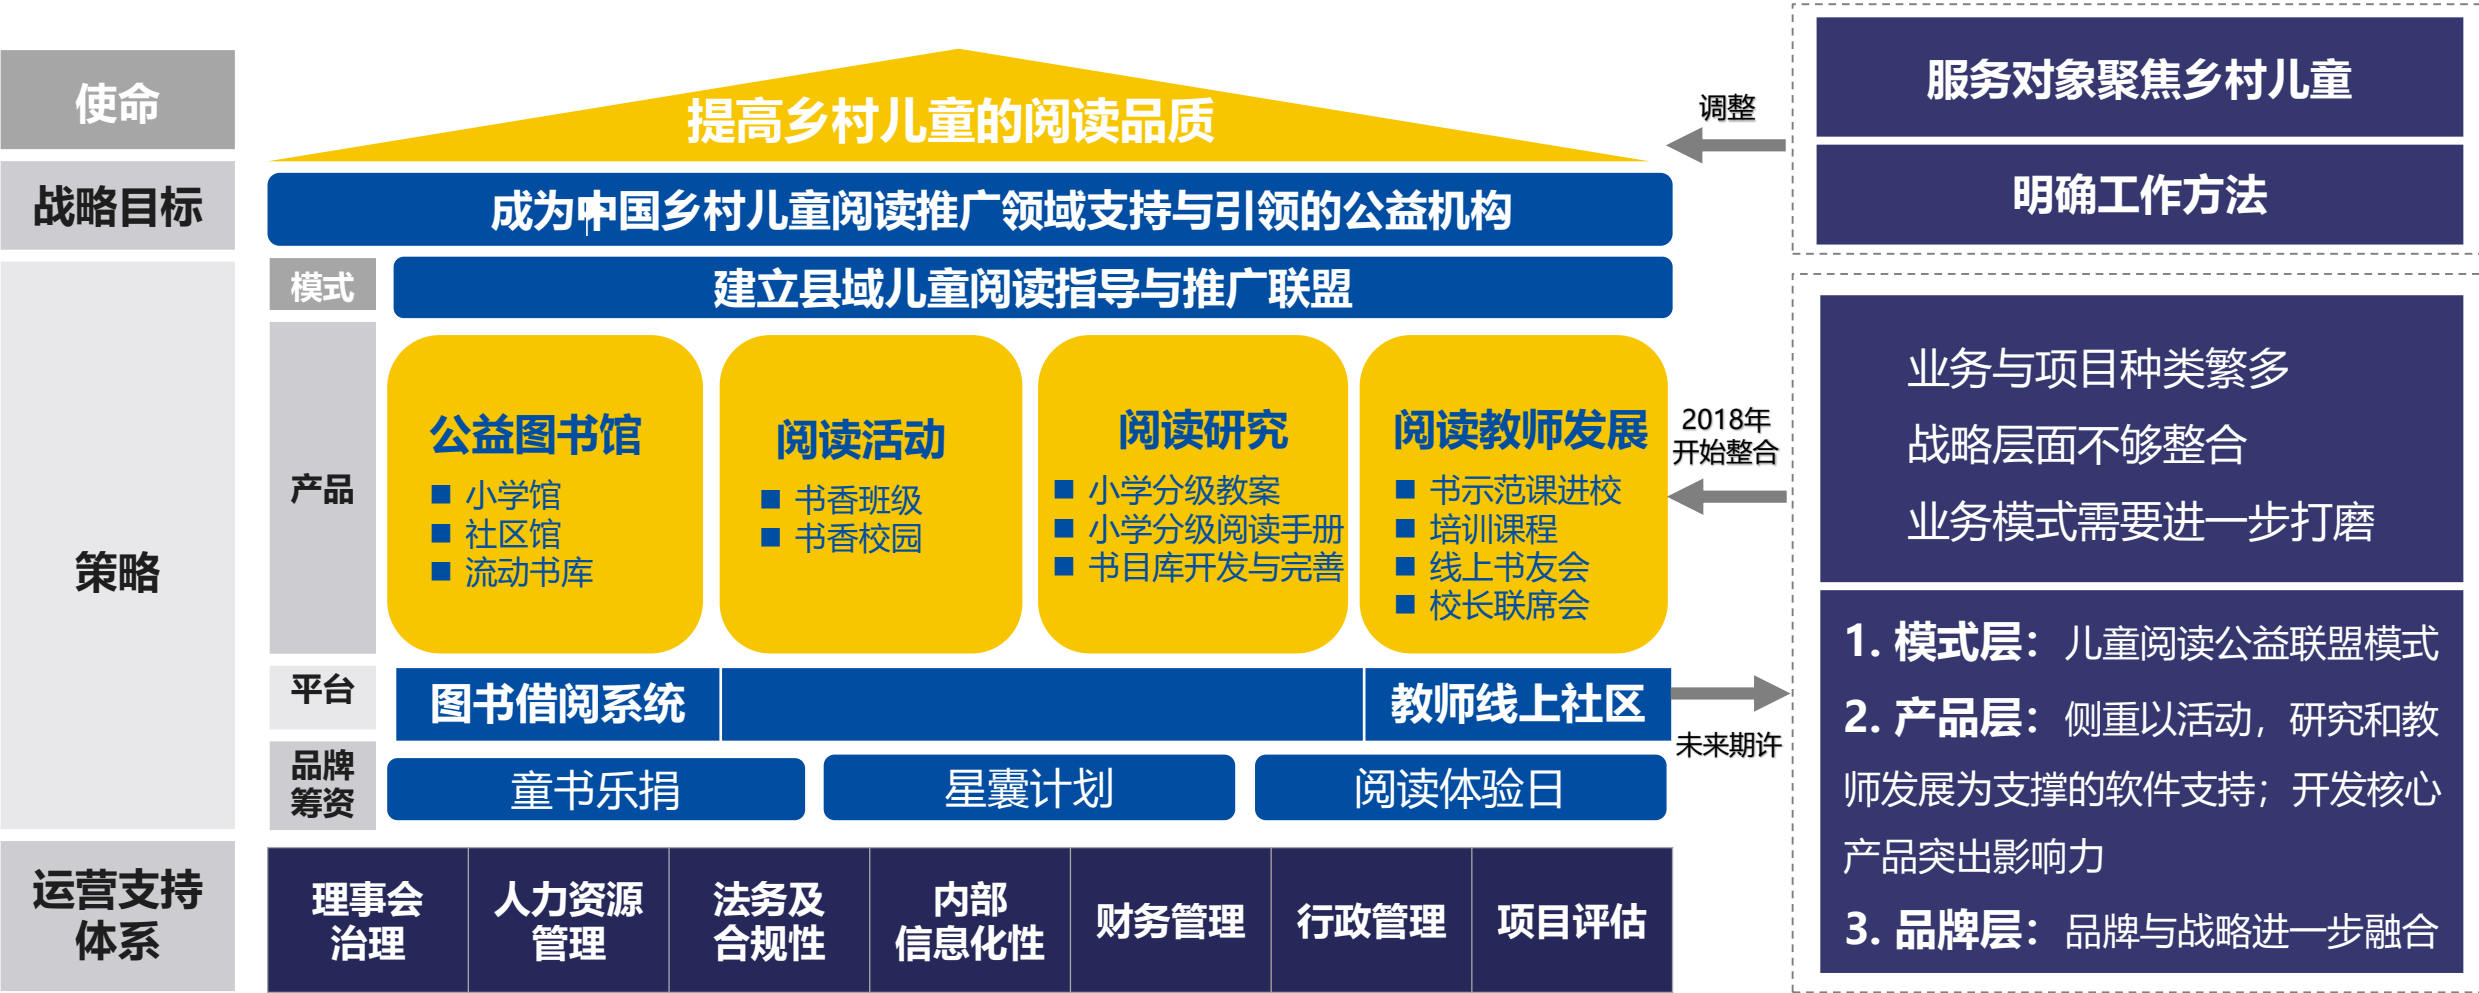 使命
提高乡村儿童的阅读品质
战略目标
成为中国乡村儿童阅读推广领域支持与引领的公益机构
策略
模式
建立县域儿童阅读指导与推广联盟
产品
公益图书馆
小学馆
社区馆
流动书库
阅读活动
书香班级
书香校园
阅读研究
小学分级教案
小学分级阅读手册
书目库开发与完善
阅读教师发展
书示范课进校
培训课程
线上书友会
校长联席会
平台
图书借阅系统
教师线上社区
品牌
筹资
童书乐捐
星囊计划
阅读体验日
运营支持
体系
理事会
治理
人力资源
管理
法务及
合规性
内部
信息化性
财务管理
行政管理
项目评估
调整
2018年
开始整合
未来期许
服务对象聚焦乡村儿童
明确工作方法
业务与项目种类繁多
战略层面不够整合
业务模式需要进一步打磨
1. 模式层：儿童阅读公益联盟模式
2. 产品层：侧重以活动，研究和教
师发展为支撑的软件支持；开发核心
产品突出影响力
3. 品牌层：品牌与战略进一步融合